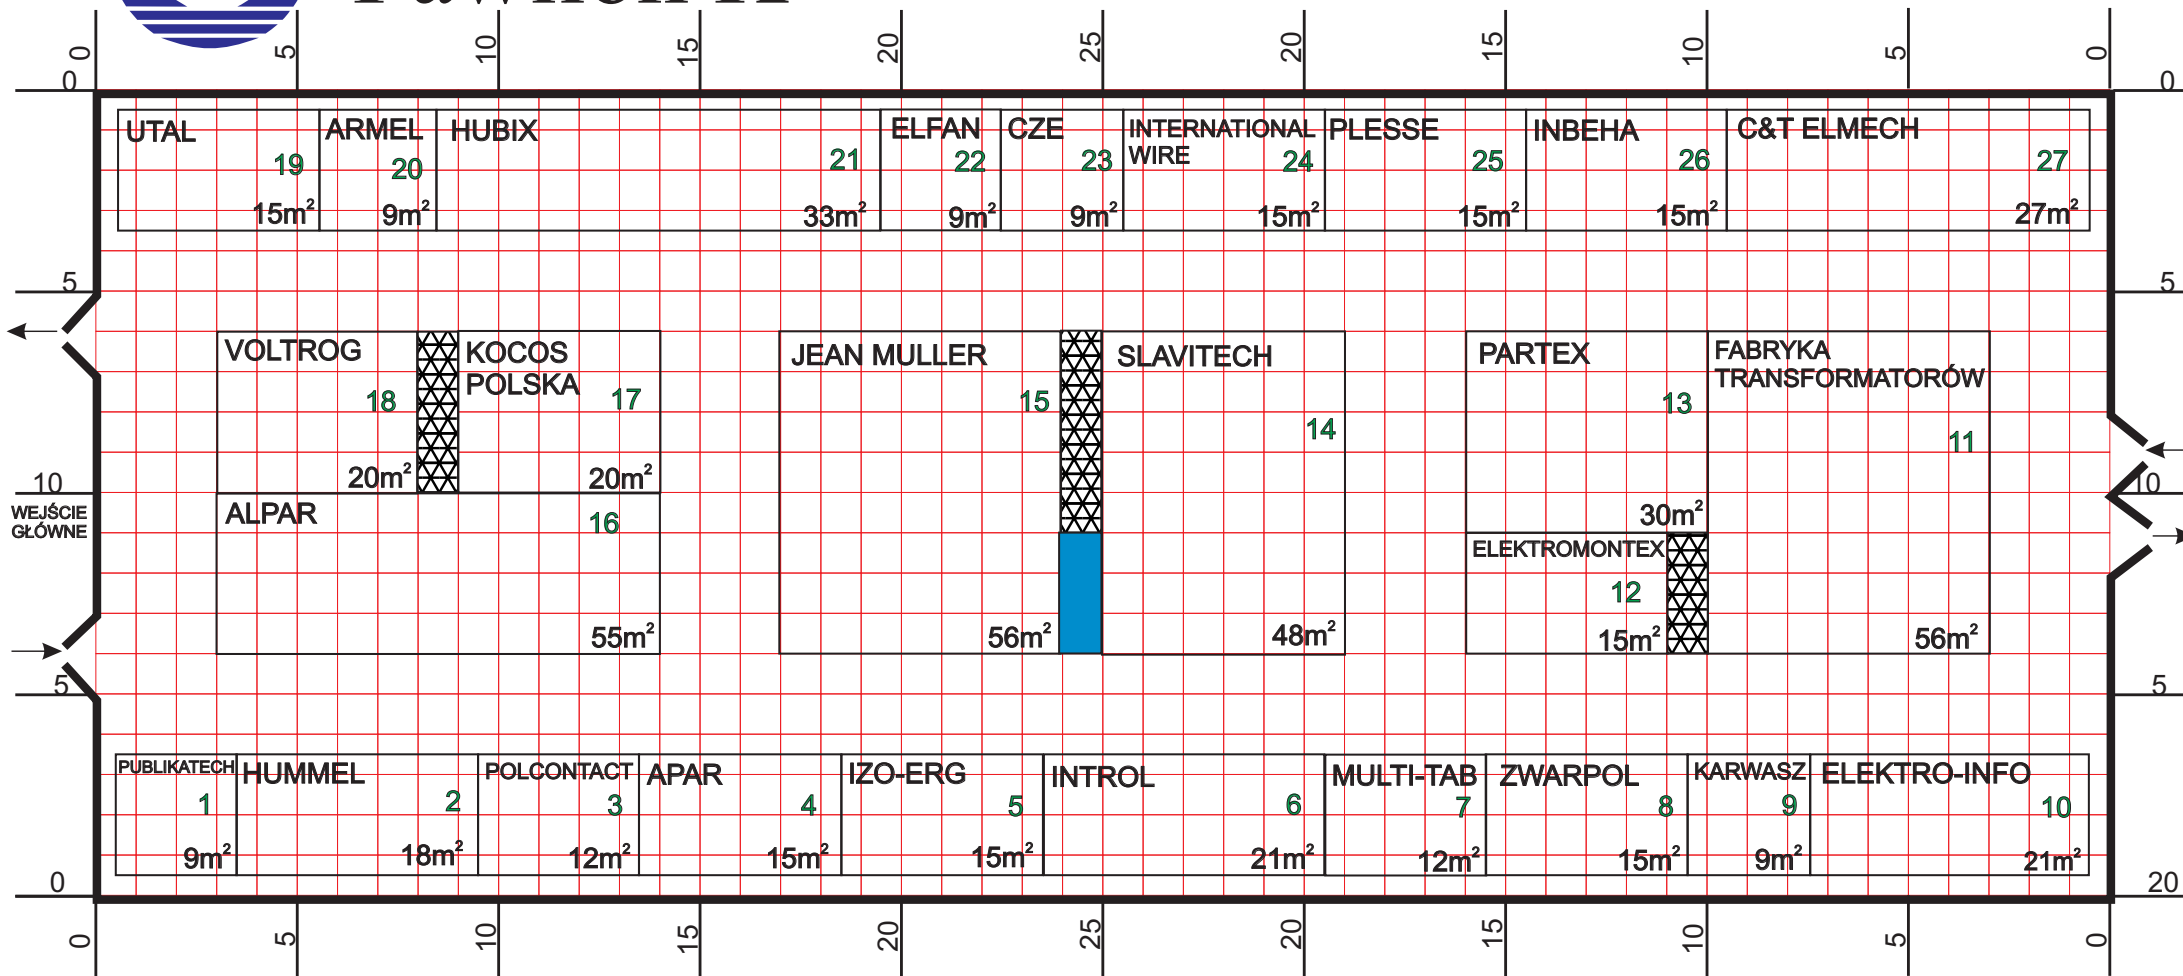 0 5 10 15 20 25 20 15 10 5 0
0 0
UTAL ARMEL HUBIX ELFAN CZE INTERNATIONAL PLESSE INBEHA C&T ELMECH
WIRE
19 20 21 22 23 24 25 26 27
15m² 9m² 33m² 9m² 9m² 15m² 15m² 15m² 27m²
5 5
VOLTROG KOCOS JEAN MULLER SLAVITECH PARTEX FABRYKA
POLSKA TRANSFORMATORÓW
18 17 15 14 13 11
20m² 20m²
10 10
WEJŚCIE
GŁÓWNE
ALPAR 16 30m²
ELEKTROMONTEX
12
55m² 56m² 48m² 15m² 56m²
5 5
PUBLIKATECH HUMMEL POLCONTACT APAR IZO-ERG INTROL MULTI-TAB ZWARPOL KARWASZ ELEKTRO-INFO
1 2 3 4 5 6 7 8 9 10
9m² 18m² 12m² 15m² 15m² 21m² 12m² 15m² 9m² 21m²
0 20
0 5 10 15 20 25 20 15 10 5 0